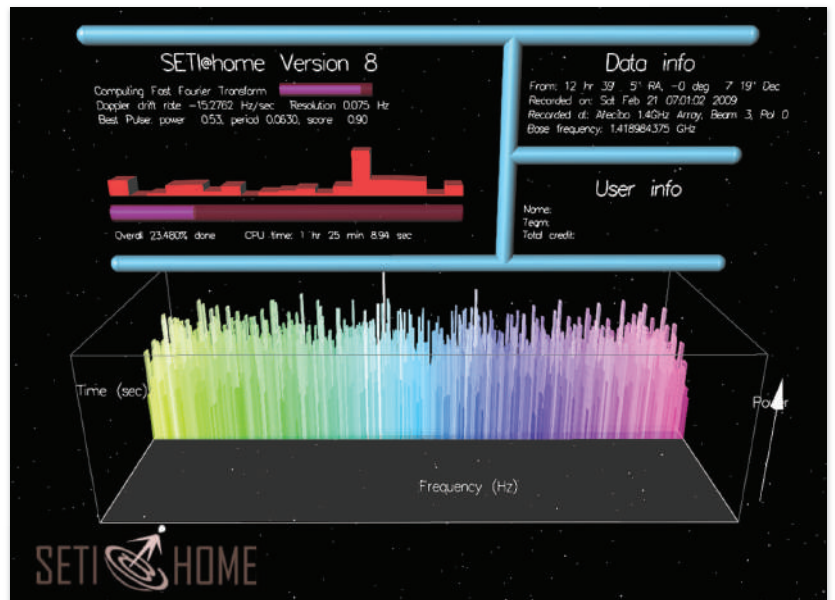 SETI@home Version 8
Computing Fast Fourier Transform
Doppler drift rate -15.2762 Hz/sec Resolution 0.075 Hz
Best Pulse: power 0.53, period 0.0630, score 0.90
Overall 23.480% done CPU time: 1 hr 25 min 8.94 sec
Data info
From: 12 hr 39' 5" RA, -0 deg 7' 19" Dec
Recorded on: Sat Feb 21 07:01:02 2009
Recorded at: Arecibo 1.4GHz Array, Beam 3, Pol 0
Base frequency: 1.418984375 GHz
User info
Name:
Team:
Total credit:
Time (sec)
Power
Frequency (Hz)
SETI HOME